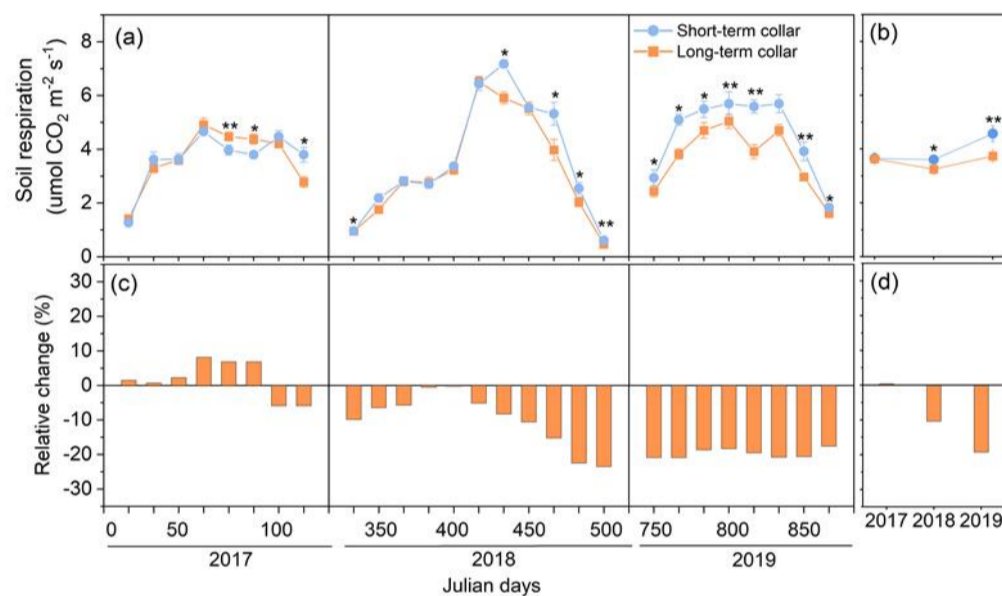 (a)
(b)
Short-term collar
Long-term collar
Soil respiration
(umol CO₂ m⁻² s⁻¹)
8
6
4
2
0
** * *
* * * * **
* * * ** * ** *
* **
(c)
(d)
Relative change (%)
30
20
10
0
-10
-20
-30
0 50 100 350 400 450 500 750 800 850
2017 2018 2019
2017 2018 2019
Julian days